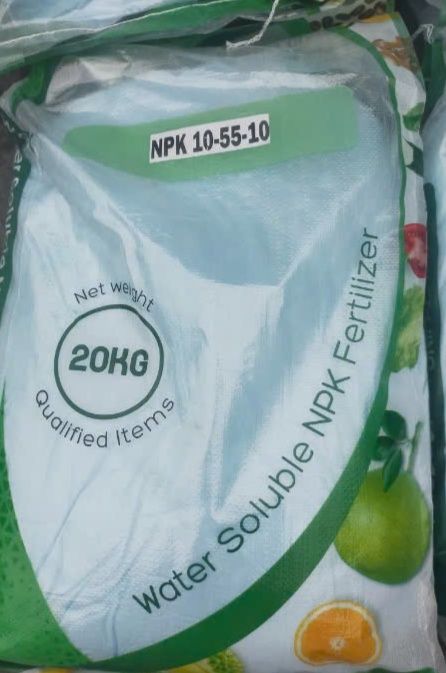 NPK 10-55-10
Net weight
20KG
Qualified Items
Water Soluble NPK Fertilizer